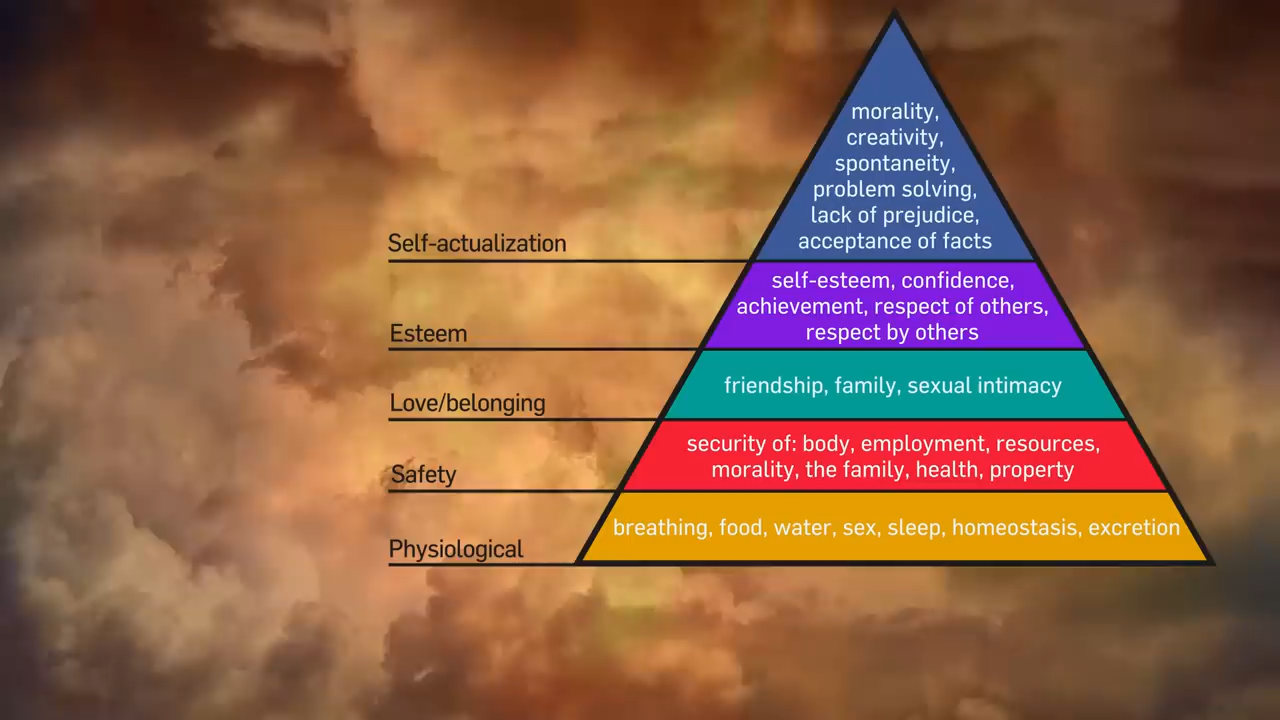 morality,
creativity,
spontaneity,
problem solving,
lack of prejudice,
acceptance of facts
Self-actualization
self-esteem, confidence,
achievement, respect of others,
respect by others
Esteem
friendship, family, sexual intimacy
Love/belonging
security of: body, employment, resources,
morality, the family, health, property
Safety
breathing, food, water, sex, sleep, homeostasis, excretion
Physiological